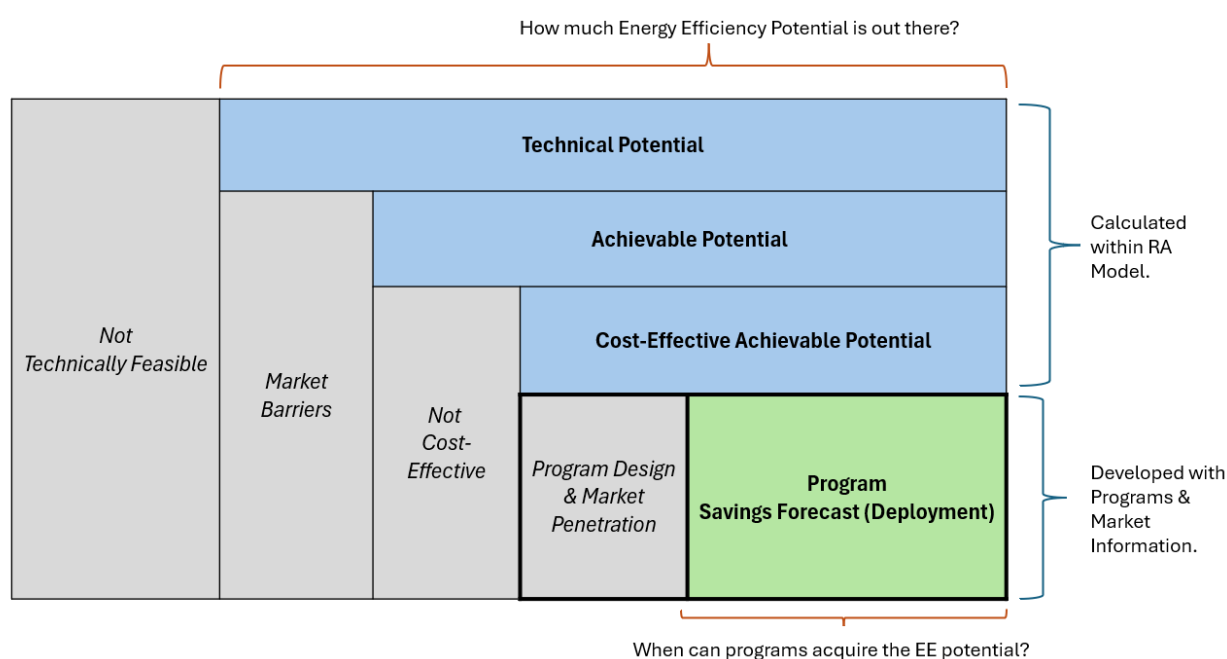 How much Energy Efficiency Potential is out there?
Technical Potential
Achievable Potential
Calculated
within RA
Model.
Not
Technically Feasible
Cost-Effective Achievable Potential
Market
Barriers
Not
Cost-
Effective
Program Design
& Market
Penetration
Program
Savings Forecast (Deployment)
Developed with
Programs &
Market
Information.
When can programs acquire the EE potential?